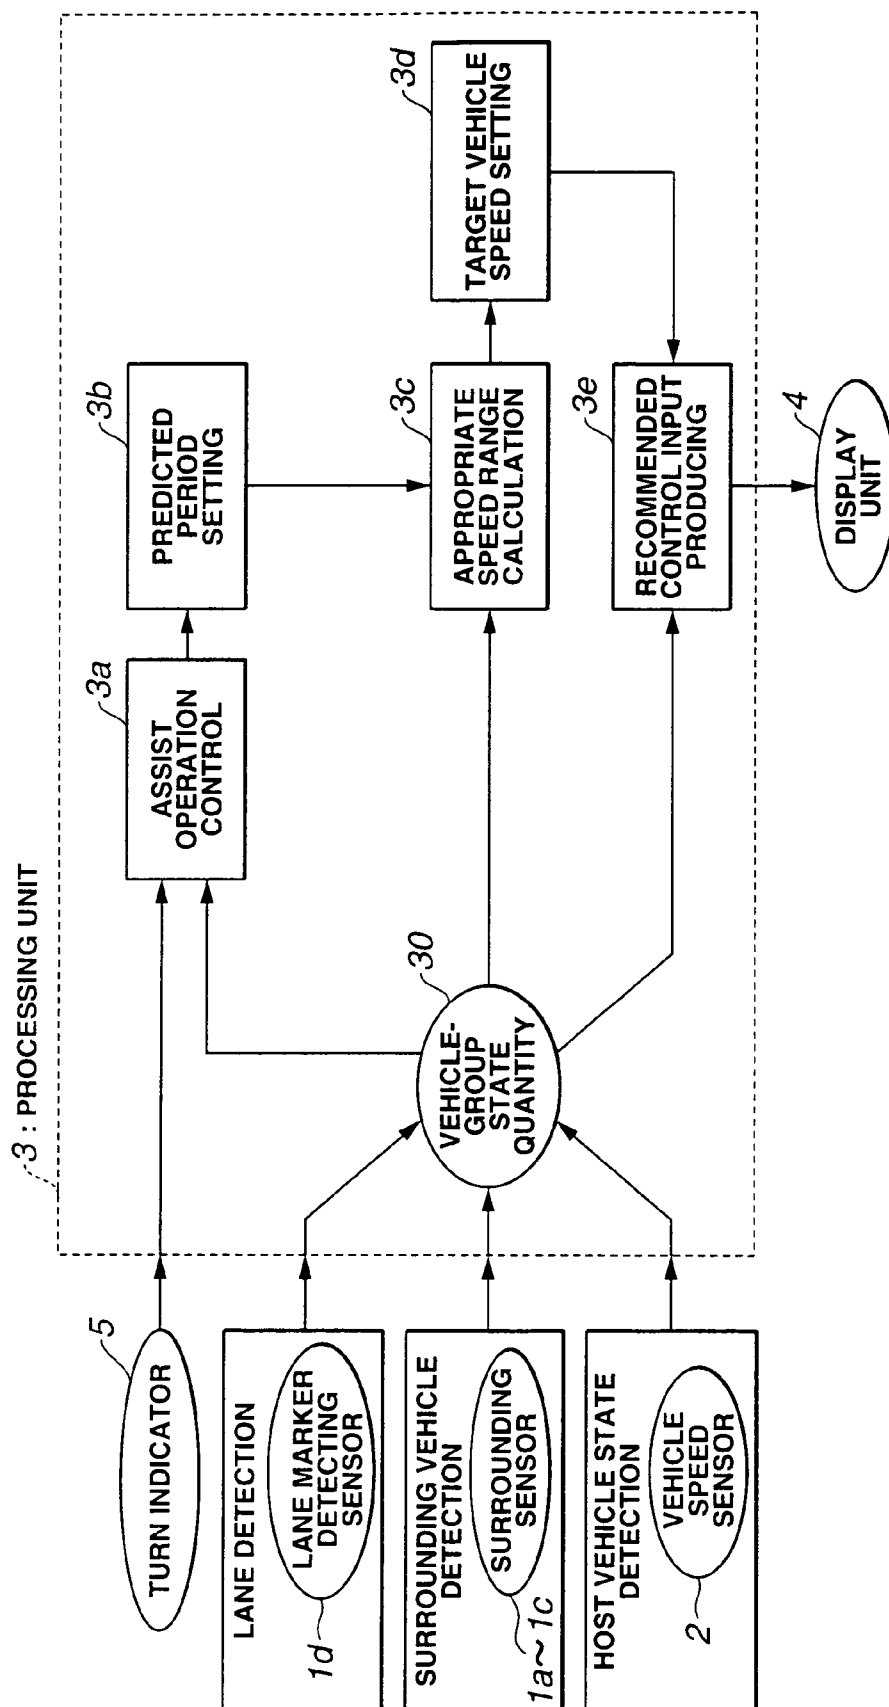 3 : PROCESSING UNIT
5
TURN INDICATOR
LANE DETECTION
LANE MARKER
DETECTING
SENSOR
1d
SURROUNDING VEHICLE
DETECTION
SURROUNDING
SENSOR
1a~1c
HOST VEHICLE STATE
DETECTION
VEHICLE
SPEED
SENSOR
2
30
VEHICLE-
GROUP
STATE
QUANTITY
3a
ASSIST
OPERATION
CONTROL
3b
PREDICTED
PERIOD
SETTING
3c
APPROPRIATE
SPEED RANGE
CALCULATION
3d
TARGET VEHICLE
SPEED SETTING
3e
RECOMMENDED
CONTROL INPUT
PRODUCING
4
DISPLAY
UNIT